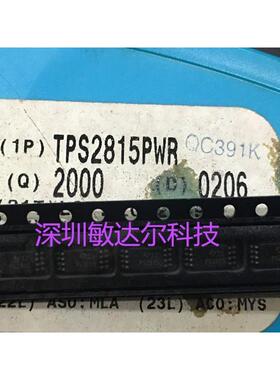 (1P) TPS2815PWR QC391K
(Q) 2000 (D) 0206
深圳敏达尔科技
(22L) ASO:MLA (23L) ACO:MYS